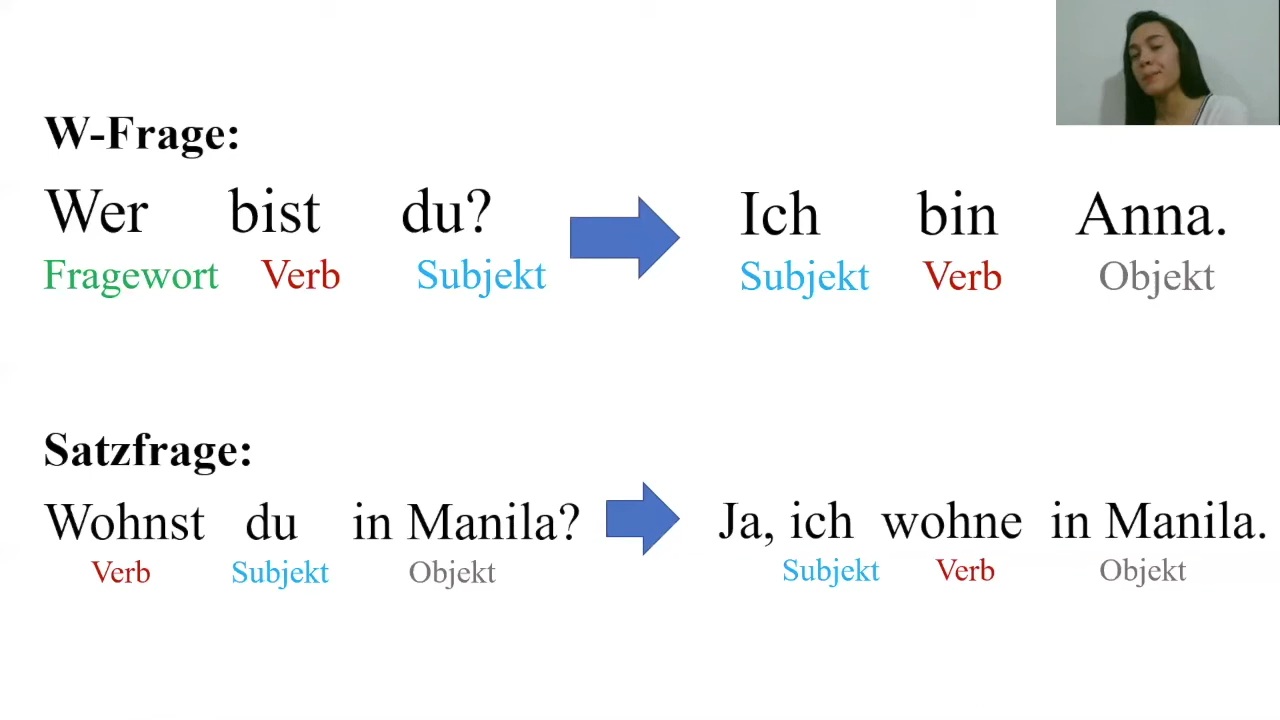 W-Frage:
Wer bist du? Ich bin Anna.
Fragewort Verb Subjekt Subjekt Verb Objekt
Satzfrage:
Wohnst du in Manila? Ja, ich wohne in Manila.
Verb Subjekt Objekt Subjekt Verb Objekt